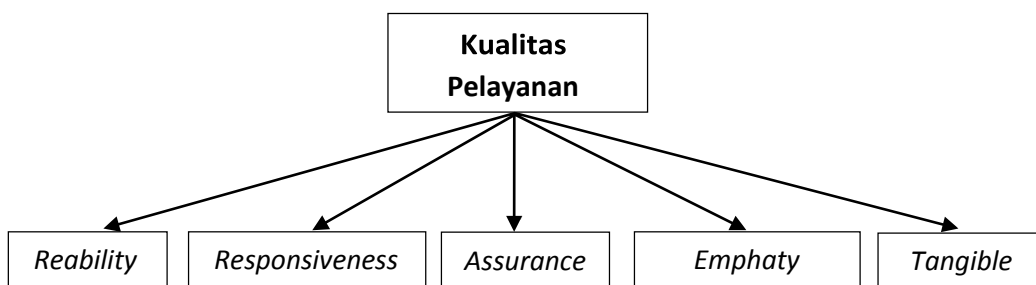 Kualitas
Pelayanan
Reability
Responsiveness
Assurance
Emphaty
Tangible